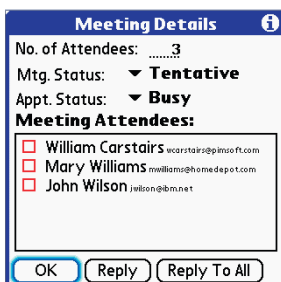 Meeting Details
No. of Attendees: 3
Mtg. Status: Tentative
Appt. Status: Busy
Meeting Attendees:
William Carstairs wcarstairs@pimsoft.com
Mary Williams mwilliams@homedepot.com
John Wilson jwilson@ibm.net
OK Reply Reply To All